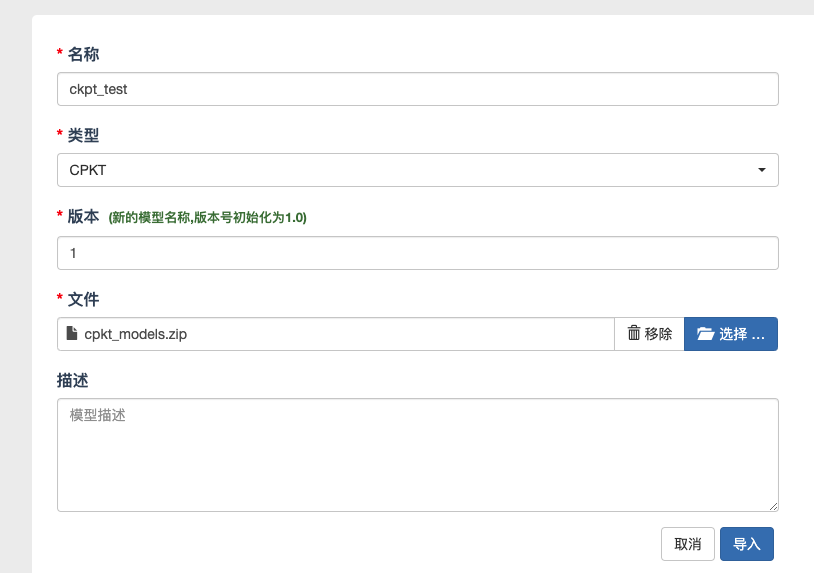 * 名称
ckpt_test
* 类型
CPKT
* 版本 (新的模型名称,版本号初始化为1.0)
1
* 文件
cpkt_models.zip 移除 选择 ...
描述
模型描述
取消 导入